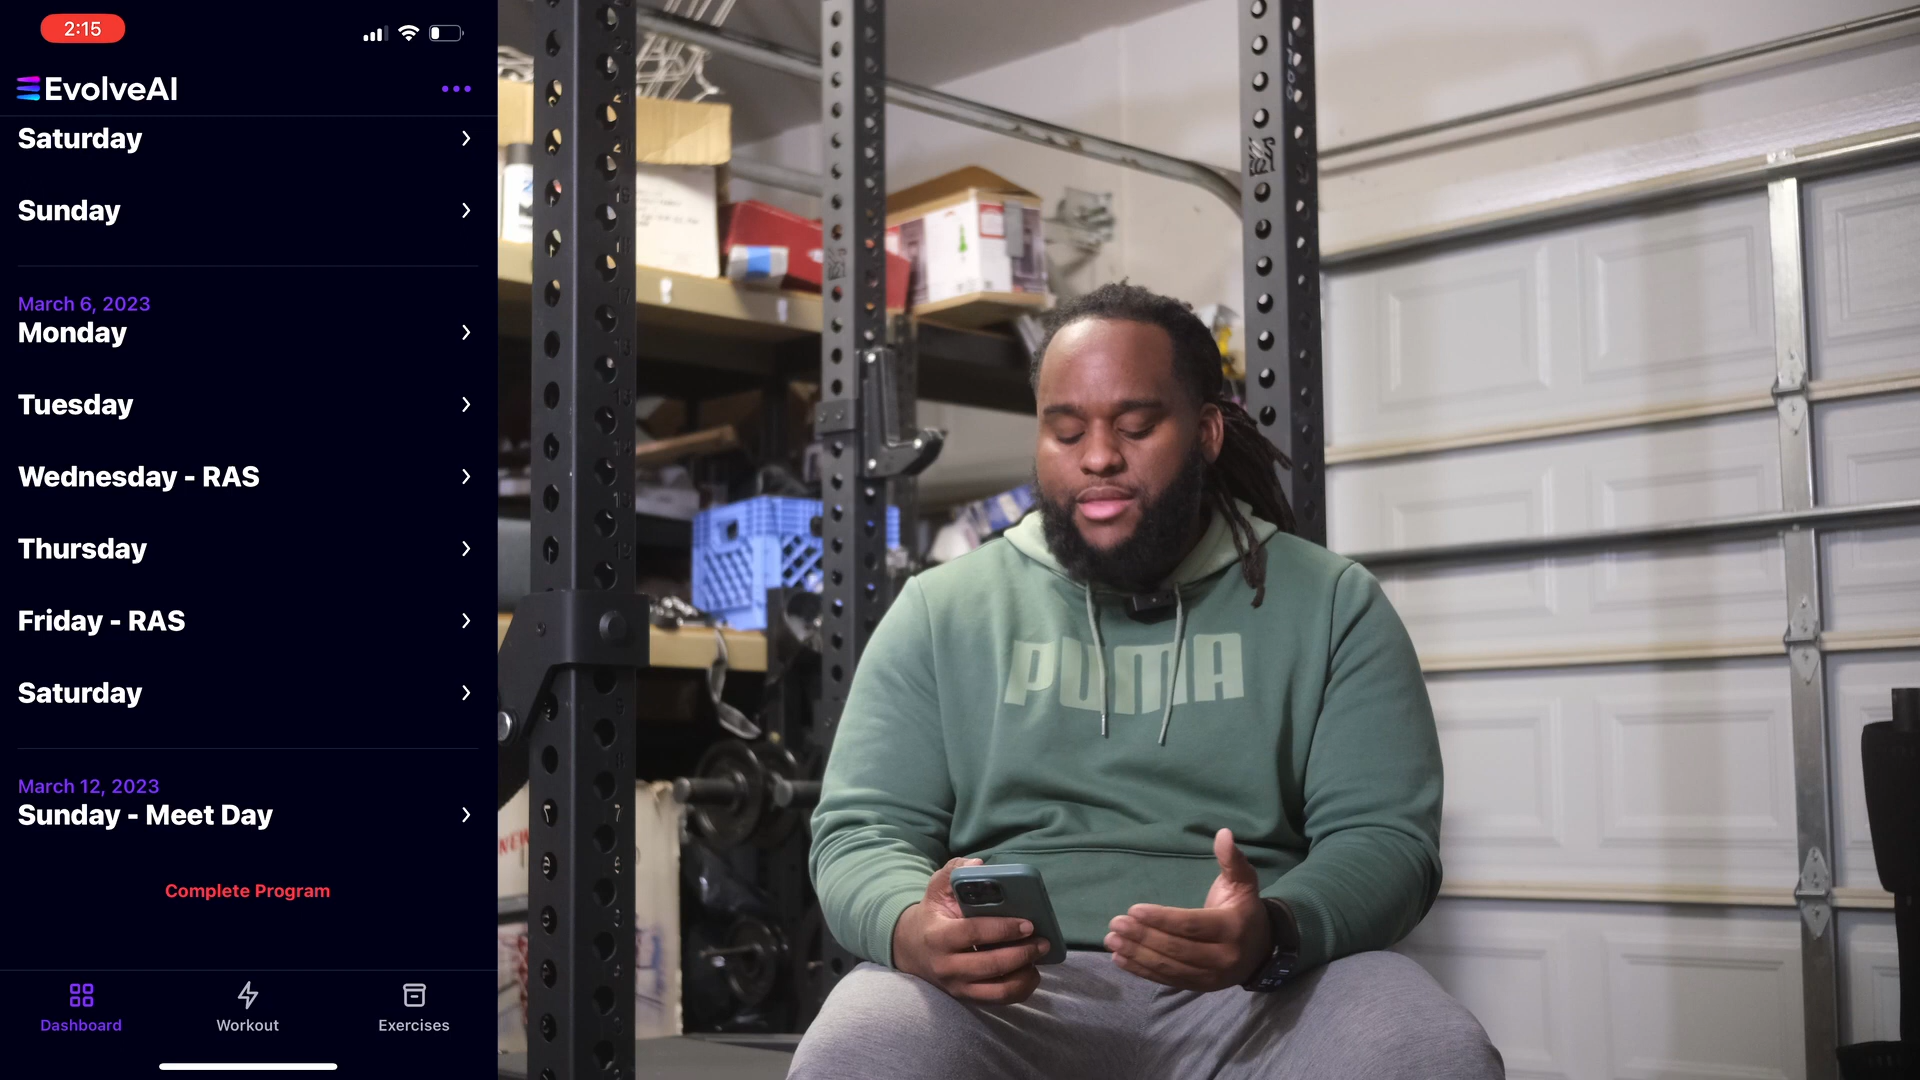 2:15
EvolveAI
Saturday
Sunday
March 6, 2023
Monday
Tuesday
Wednesday - RAS
Thursday
Friday - RAS
Saturday
March 12, 2023
Sunday - Meet Day
Complete Program
Dashboard
Workout
Exercises
PUMA
NEW